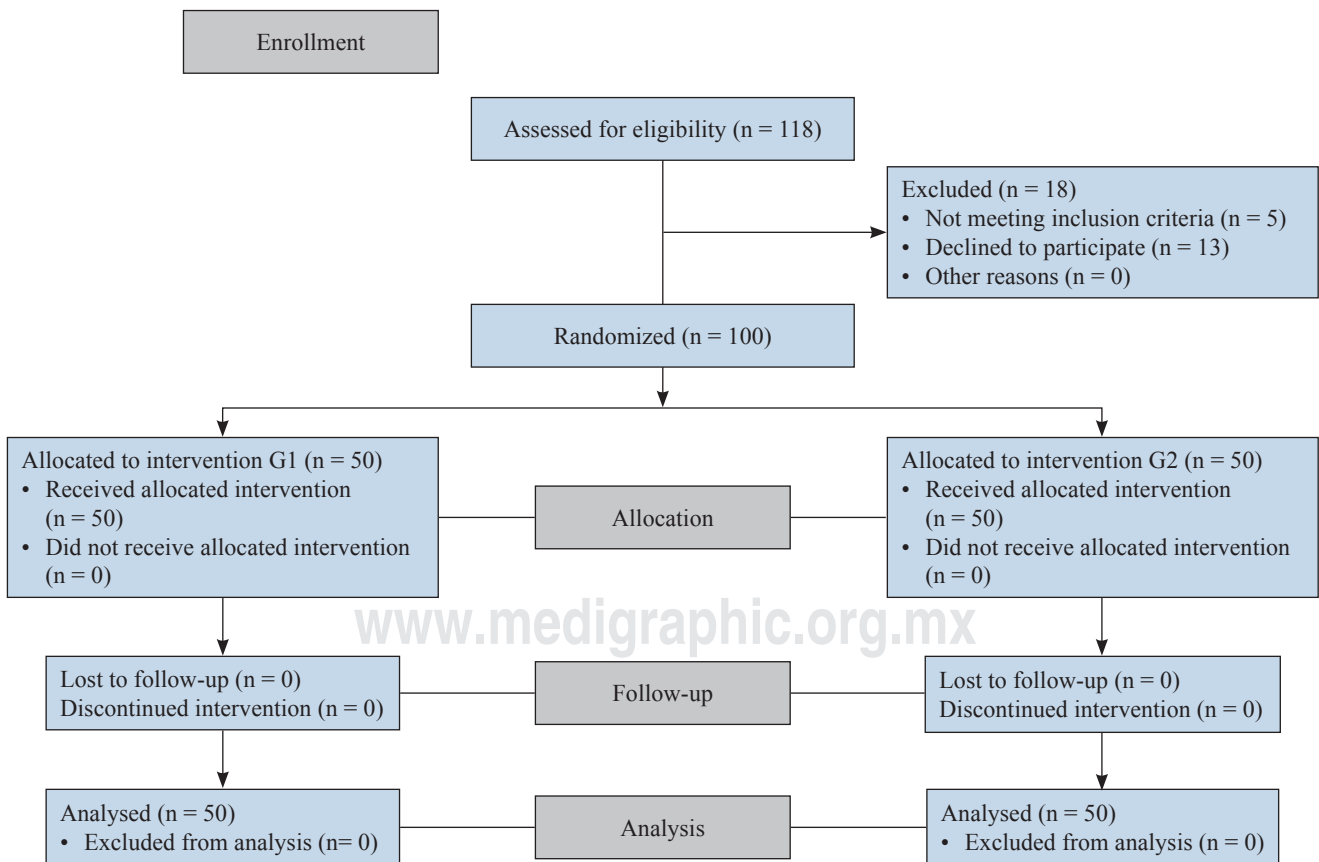 Enrollment
Assessed for eligibility (n = 118)
Excluded (n = 18)
• Not meeting inclusion criteria (n = 5)
• Declined to participate (n = 13)
• Other reasons (n = 0)
Randomized (n = 100)
Allocated to intervention G1 (n = 50)
• Received allocated intervention
(n = 50)
• Did not receive allocated intervention
(n = 0)
Allocation
Allocated to intervention G2 (n = 50)
• Received allocated intervention
(n = 50)
• Did not receive allocated intervention
(n = 0)
www.medigraphic.org.mx
Lost to follow-up (n = 0)
Discontinued intervention (n = 0)
Follow-up
Lost to follow-up (n = 0)
Discontinued intervention (n = 0)
Analysed (n = 50)
• Excluded from analysis (n= 0)
Analysis
Analysed (n = 50)
• Excluded from analysis (n = 0)